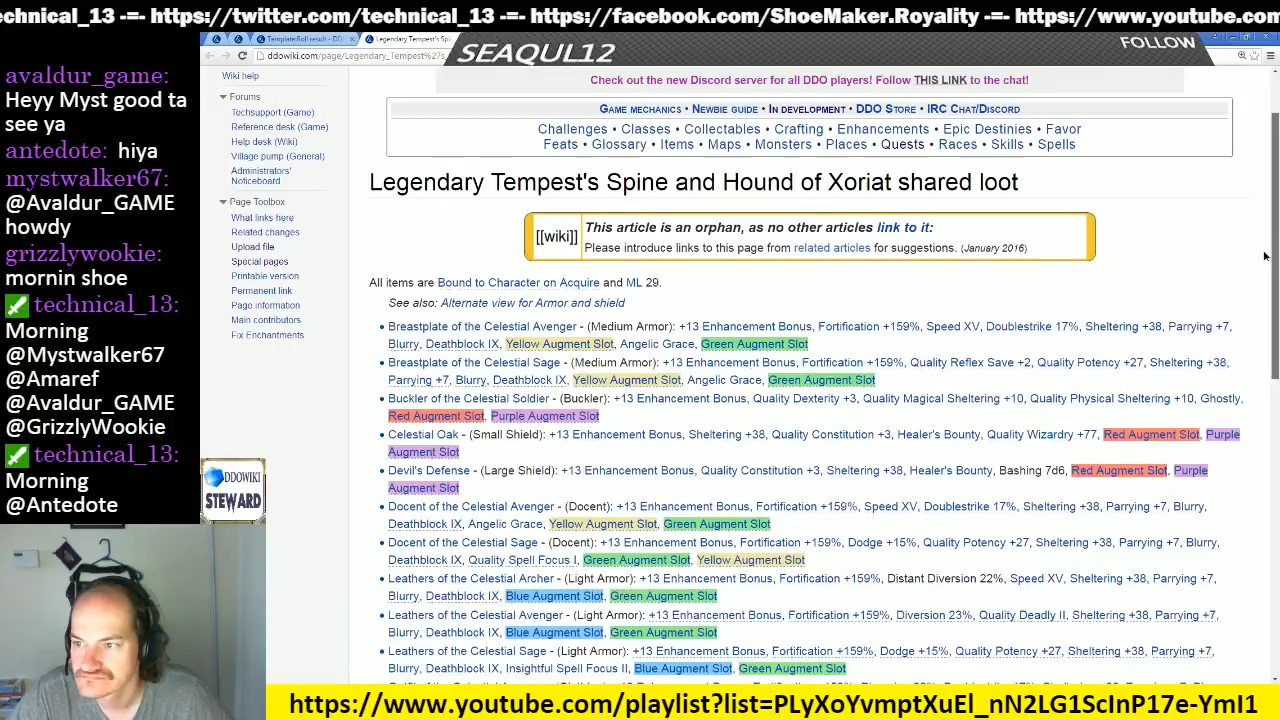 echnical_13 -=- https://twitter.com/technical_13 -=- https://facebook.com/ShoeMaker.Royality -=- https://www.youtube.com
avaldur_game:
Heyy Myst good ta
see ya
antedote: hiya
mystwalker67:
@Avaldur_GAME
howdy
grizzlywookie:
mornin shoe
technical_13:
Morning
@Mystwalker67
@Amaref
@Avaldur_GAME
@GrizzlyWookie
technical_13:
Morning
@Antedote
Template:Roll result - DD
Legendary Tempest's Sp
ddowiki.com/page/Legendary_Tempest%27s
SEAQUL12
FOLLOW
Wiki help
Forums
Techsupport (Game)
Reference desk (Game)
Help desk (Wiki)
Village pump (General)
Administrators'
Noticeboard
Page Toolbox
What links here
Related changes
Upload file
Special pages
Printable version
Permanent link
Page information
Main contributors
Fix Enchantments
DDOWIKI
STEWARD
Check out the new Discord server for all DDO players! Follow THIS LINK to the chat!
Game mechanics • Newbie guide • In development • DDO Store • IRC Chat/Discord
Challenges • Classes • Collectables • Crafting • Enhancements • Epic Destinies • Favor
Feats • Glossary • Items • Maps • Monsters • Places • Quests • Races • Skills • Spells
Legendary Tempest's Spine and Hound of Xoriat shared loot
[[wiki]]
This article is an orphan, as no other articles link to it:
Please introduce links to this page from related articles for suggestions. (January 2016)
All items are Bound to Character on Acquire and ML 29.
See also: Alternate view for Armor and shield
• Breastplate of the Celestial Avenger - (Medium Armor): +13 Enhancement Bonus, Fortification +159%, Speed XV, Doublestrike 17%, Sheltering +38, Parrying +7,
Blurry, Deathblock IX, Yellow Augment Slot, Angelic Grace, Green Augment Slot
• Breastplate of the Celestial Sage - (Medium Armor): +13 Enhancement Bonus, Fortification +159%, Quality Reflex Save +2, Quality Potency +27, Sheltering +38,
Parrying +7, Blurry, Deathblock IX, Yellow Augment Slot, Angelic Grace, Green Augment Slot
• Buckler of the Celestial Soldier - (Buckler): +13 Enhancement Bonus, Quality Dexterity +3, Quality Magical Sheltering +10, Quality Physical Sheltering +10, Ghostly,
Red Augment Slot, Purple Augment Slot
• Celestial Oak - (Small Shield): +13 Enhancement Bonus, Sheltering +38, Quality Constitution +3, Healer's Bounty, Quality Wizardry +77, Red Augment Slot, Purple
Augment Slot
• Devil's Defense - (Large Shield): +13 Enhancement Bonus, Quality Constitution +3, Sheltering +38, Healer's Bounty, Bashing 7d6, Red Augment Slot, Purple
Augment Slot
• Docent of the Celestial Avenger - (Docent): +13 Enhancement Bonus, Fortification +159%, Speed XV, Doublestrike 17%, Sheltering +38, Parrying +7, Blurry,
Deathblock IX, Angelic Grace, Yellow Augment Slot, Green Augment Slot
• Docent of the Celestial Sage - (Docent): +13 Enhancement Bonus, Fortification +159%, Dodge +15%, Quality Potency +27, Sheltering +38, Parrying +7, Blurry,
Deathblock IX, Quality Spell Focus I, Green Augment Slot, Yellow Augment Slot
• Leathers of the Celestial Archer - (Light Armor): +13 Enhancement Bonus, Fortification +159%, Distant Diversion 22%, Speed XV, Sheltering +38, Parrying +7,
Blurry, Deathblock IX, Blue Augment Slot, Green Augment Slot
• Leathers of the Celestial Avenger - (Light Armor): +13 Enhancement Bonus, Fortification +159%, Diversion 23%, Quality Deadly II, Sheltering +38, Parrying +7,
Blurry, Deathblock IX, Blue Augment Slot, Green Augment Slot
• Leathers of the Celestial Sage - (Light Armor): +13 Enhancement Bonus, Fortification +159%, Dodge +15%, Quality Potency +27, Sheltering +38, Parrying +7,
Blurry, Deathblock IX, Insightful Spell Focus II, Blue Augment Slot, Green Augment Slot
https://www.youtube.com/playlist?list=PLyXoYvmptXuEl_nN2LG1ScInP17e-YmI1